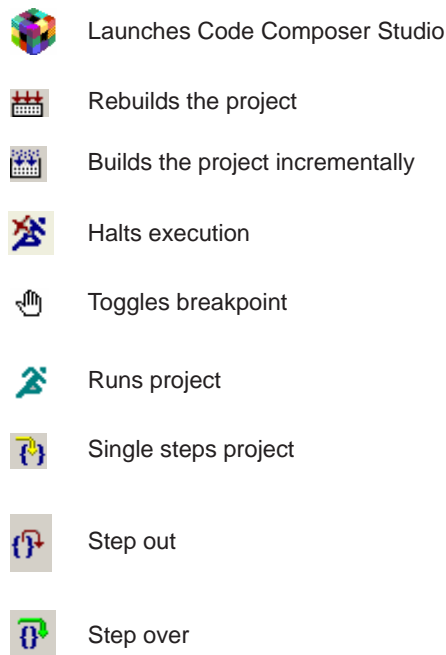 Launches Code Composer Studio
Rebuilds the project
Builds the project incrementally
Halts execution
Toggles breakpoint
Runs project
Single steps project
Step out
Step over